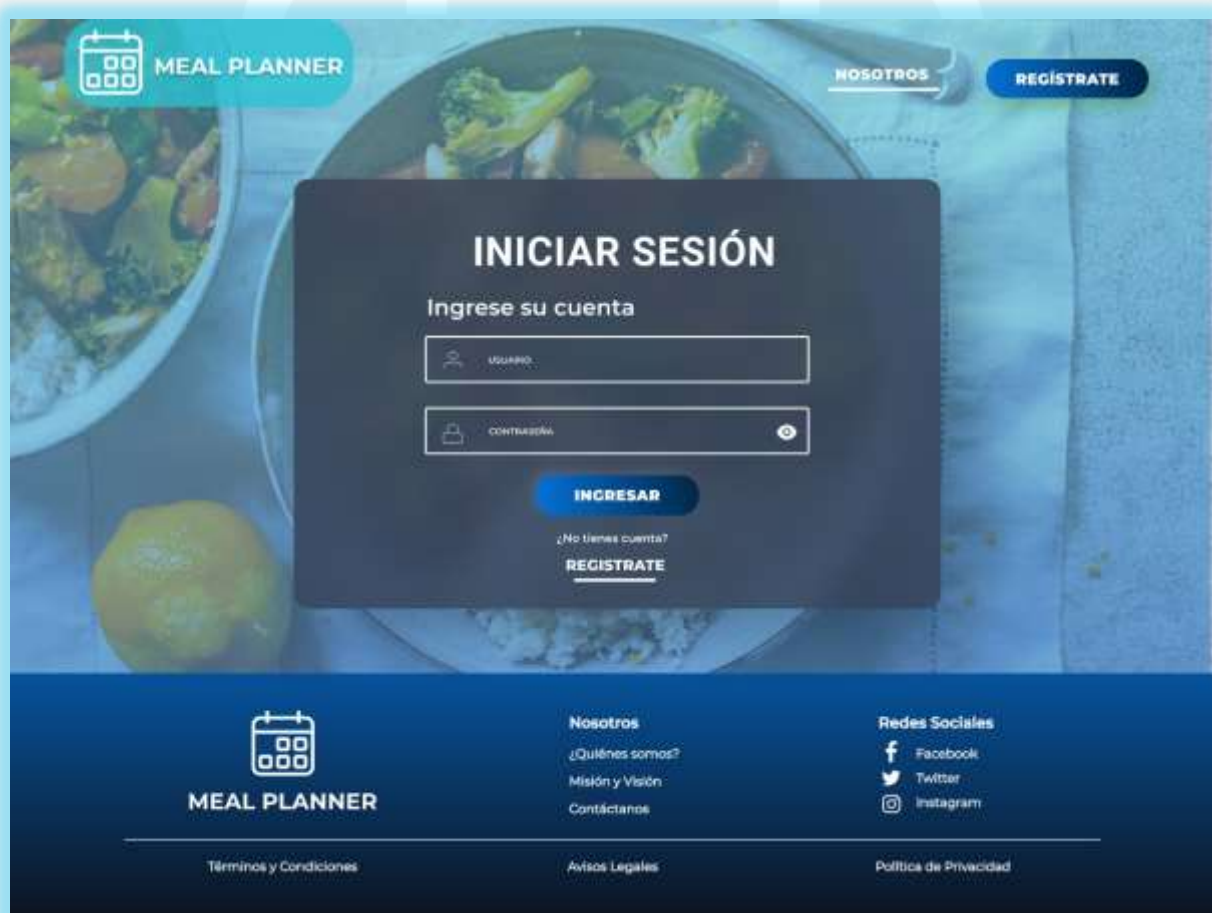 MEAL PLANNER
NOSOTROS
REGÍSTRATE
INICIAR SESIÓN
Ingrese su cuenta
USUARIO
CONTRASEÑA
INGRESAR
¿No tienes cuenta?
REGISTRATE
MEAL PLANNER
Nosotros
¿Quiénes somos?
Misión y Visión
Contáctanos
Redes Sociales
Facebook
Twitter
Instagram
Términos y Condiciones
Avisos Legales
Política de Privacidad